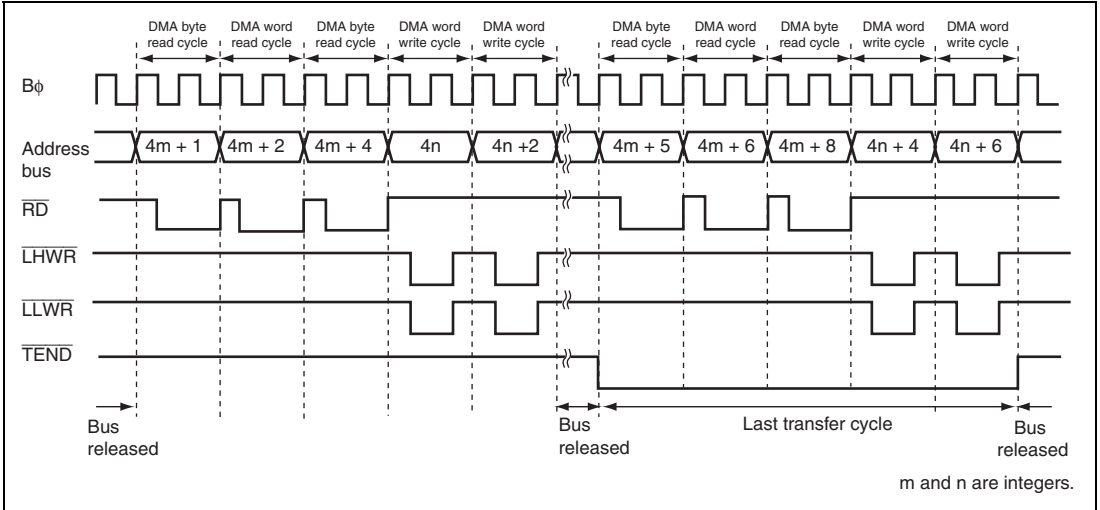 DMA byte read cycle
DMA word read cycle
DMA byte read cycle
DMA word write cycle
DMA word write cycle
DMA byte read cycle
DMA word read cycle
DMA byte read cycle
DMA word write cycle
DMA word write cycle
Bϕ
Address bus
4m + 1
4m + 2
4m + 4
4n
4n +2
4m + 5
4m + 6
4m + 8
4n + 4
4n + 6
RD
LHWR
LLWR
TEND
Bus released
Bus released
Last transfer cycle
Bus released
m and n are integers.